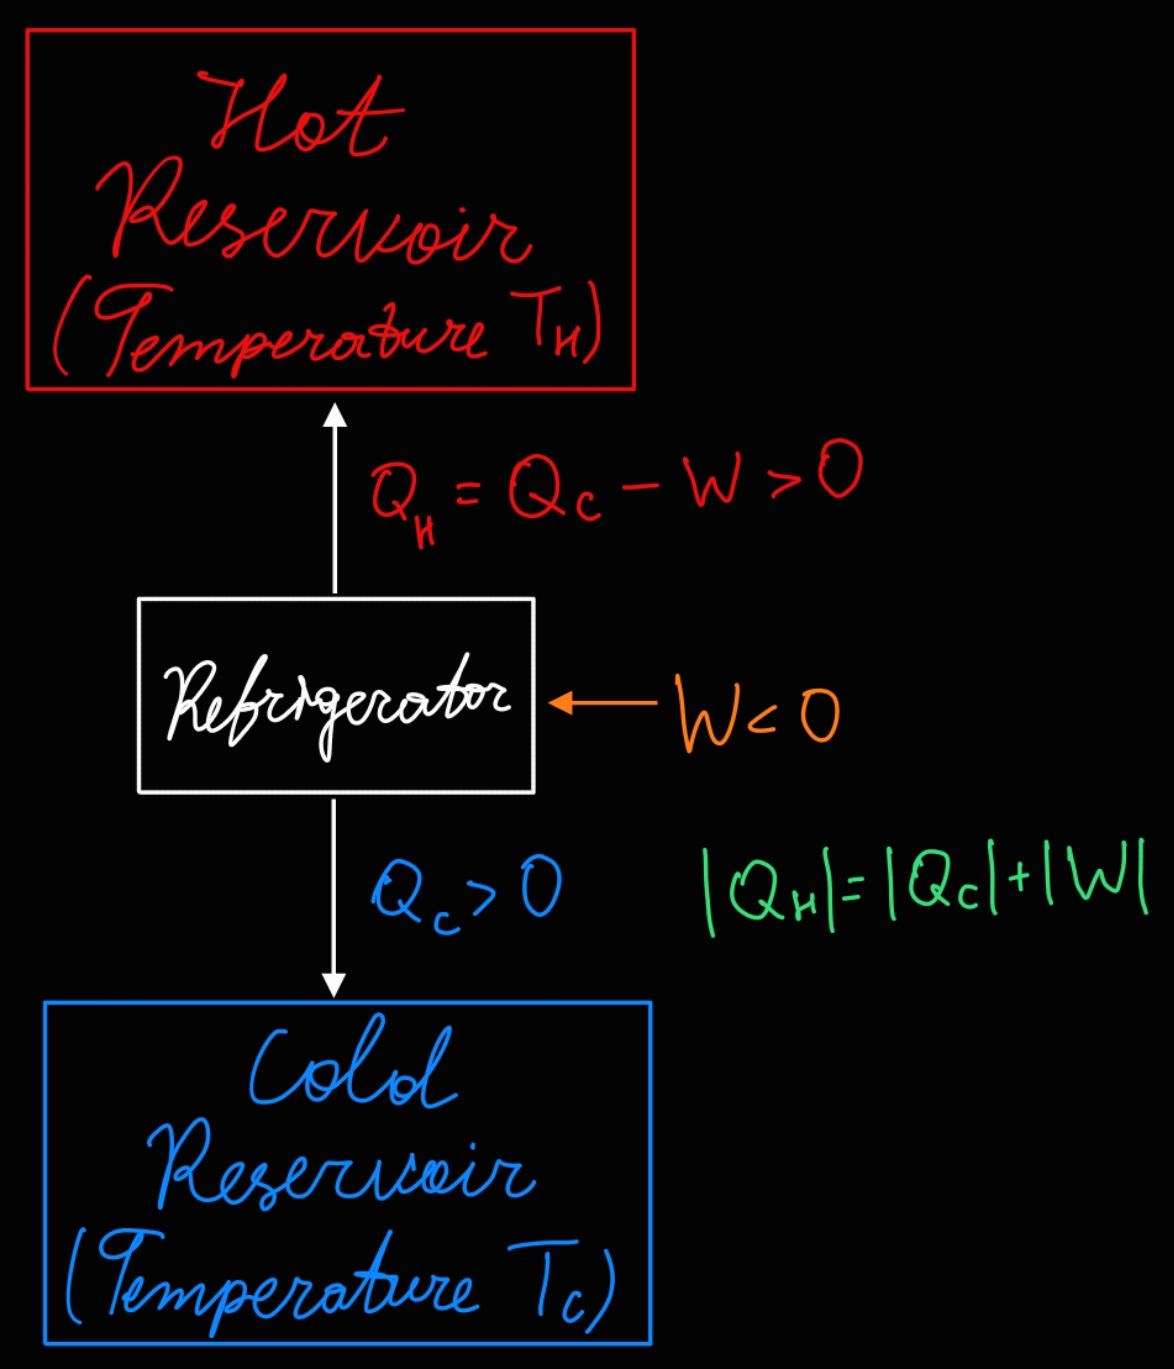 Hot
Reservoir
(Temperature T_H)
Q_H = Q_C - W > 0
Refrigerator
W < 0
Q_C > 0
|Q_H| = |Q_C| + |W|
Cold
Reservoir
(Temperature T_C)